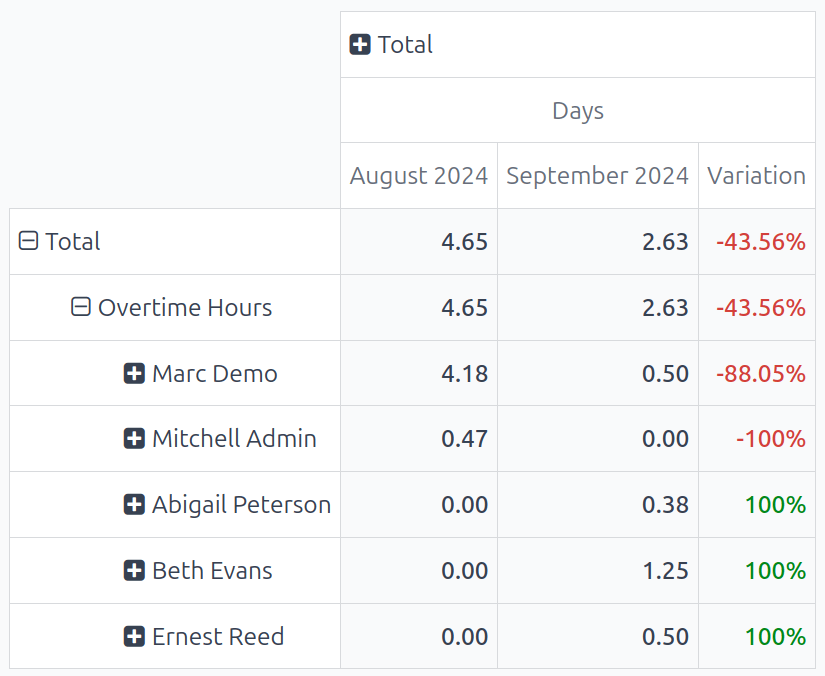 Total
Days
August 2024 September 2024 Variation
Total 4.65 2.63 -43.56%
Overtime Hours 4.65 2.63 -43.56%
Marc Demo 4.18 0.50 -88.05%
Mitchell Admin 0.47 0.00 -100%
Abigail Peterson 0.00 0.38 100%
Beth Evans 0.00 1.25 100%
Ernest Reed 0.00 0.50 100%